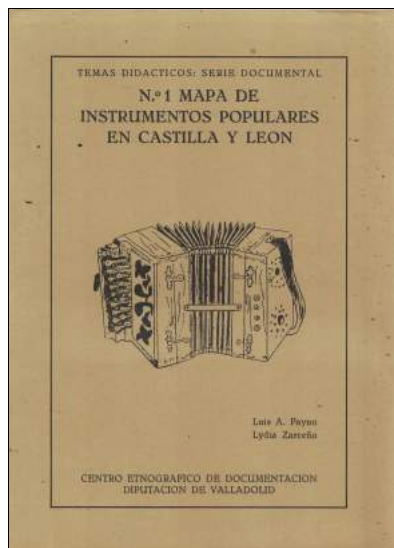 TEMAS DIDACTICOS: SERIE DOCUMENTAL
N.º 1 MAPA DE
INSTRUMENTOS POPULARES
EN CASTILLA Y LEON
Luis A. Payno
Lydia Zarceño
CENTRO ETNOGRAFICO DE DOCUMENTACION
DIPUTACION DE VALLADOLID